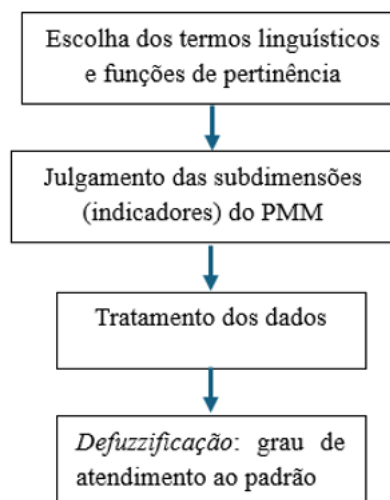 Escolha dos termos linguísticos
e funções de pertinência
Julgamento das subdimensões
(indicadores) do PMM
Tratamento dos dados
Defuzzificação: grau de
atendimento ao padrão